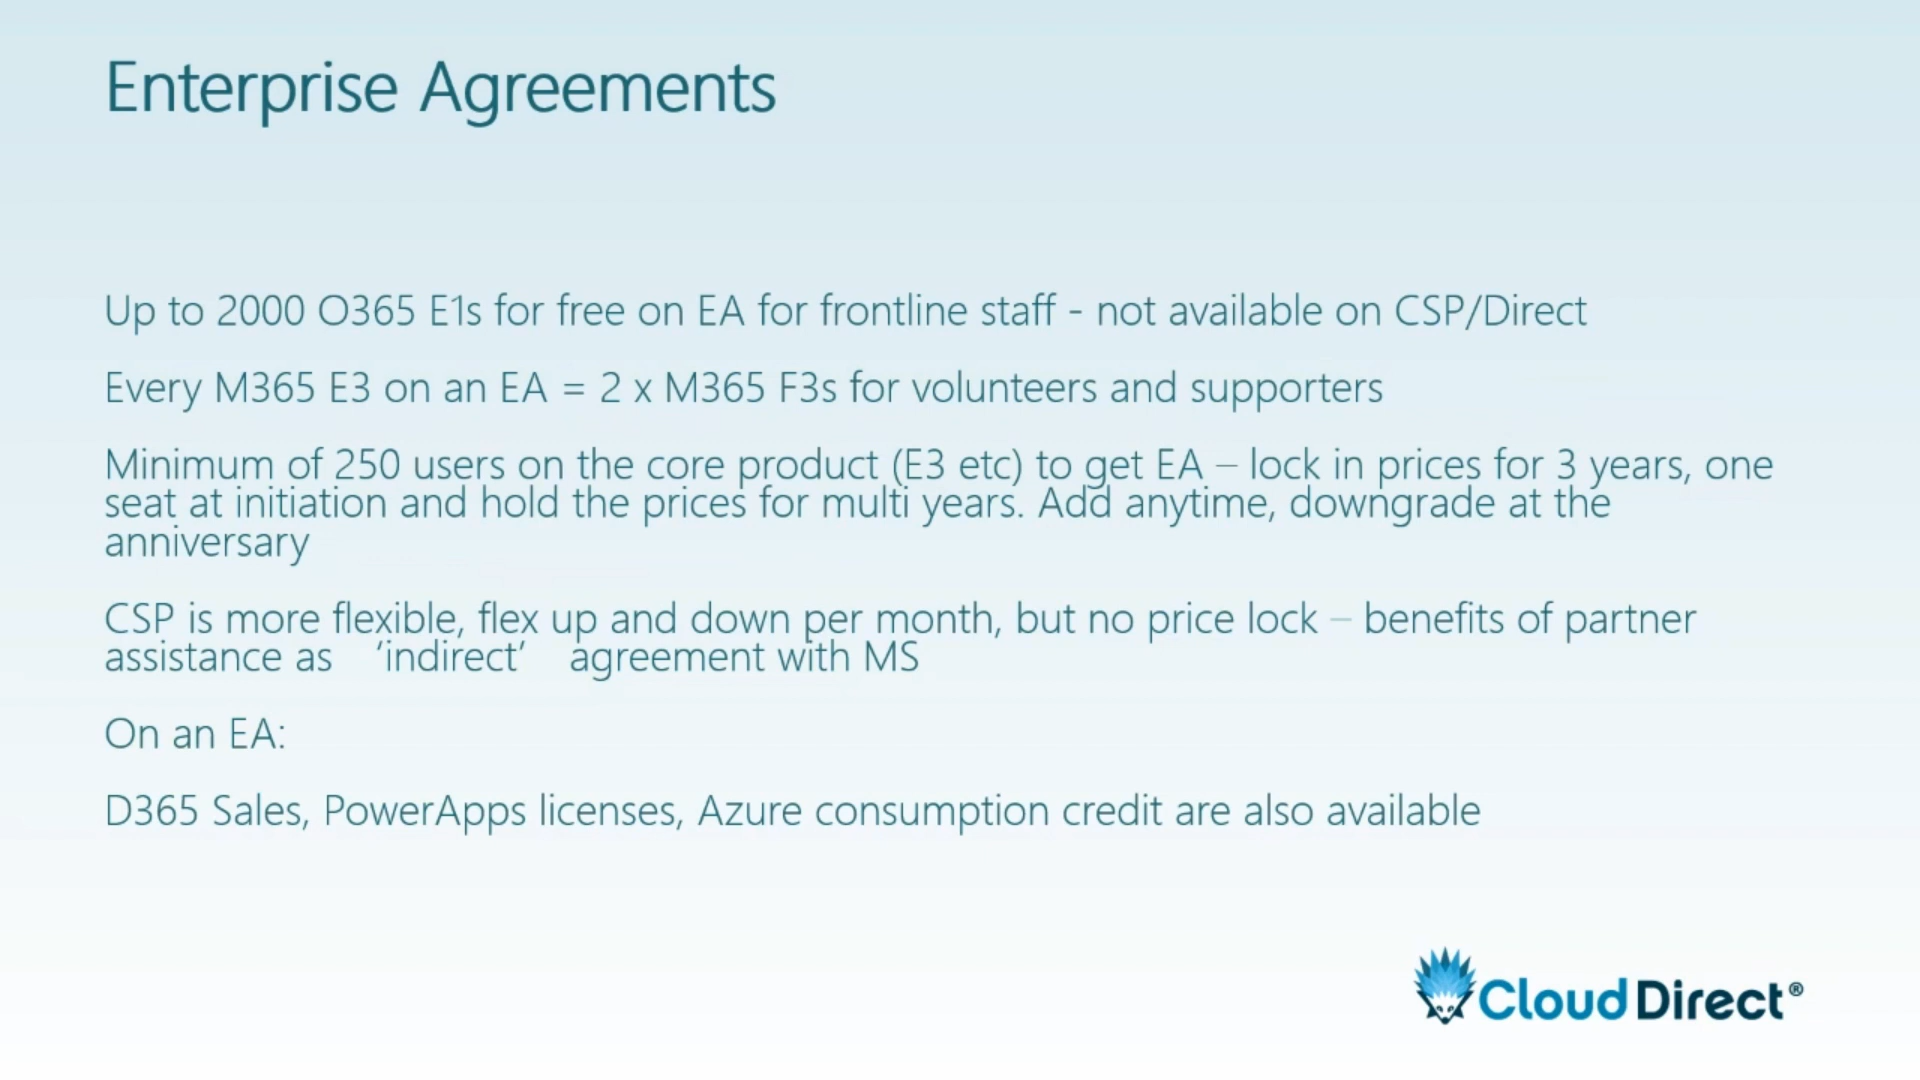 Enterprise Agreements
Up to 2000 O365 E1s for free on EA for frontline staff - not available on CSP/Direct
Every M365 E3 on an EA = 2 x M365 F3s for volunteers and supporters
Minimum of 250 users on the core product (E3 etc) to get EA – lock in prices for 3 years, one
seat at initiation and hold the prices for multi years. Add anytime, downgrade at the
anniversary
CSP is more flexible, flex up and down per month, but no price lock – benefits of partner
assistance as ‘indirect’ agreement with MS
On an EA:
D365 Sales, PowerApps licenses, Azure consumption credit are also available
Cloud Direct®